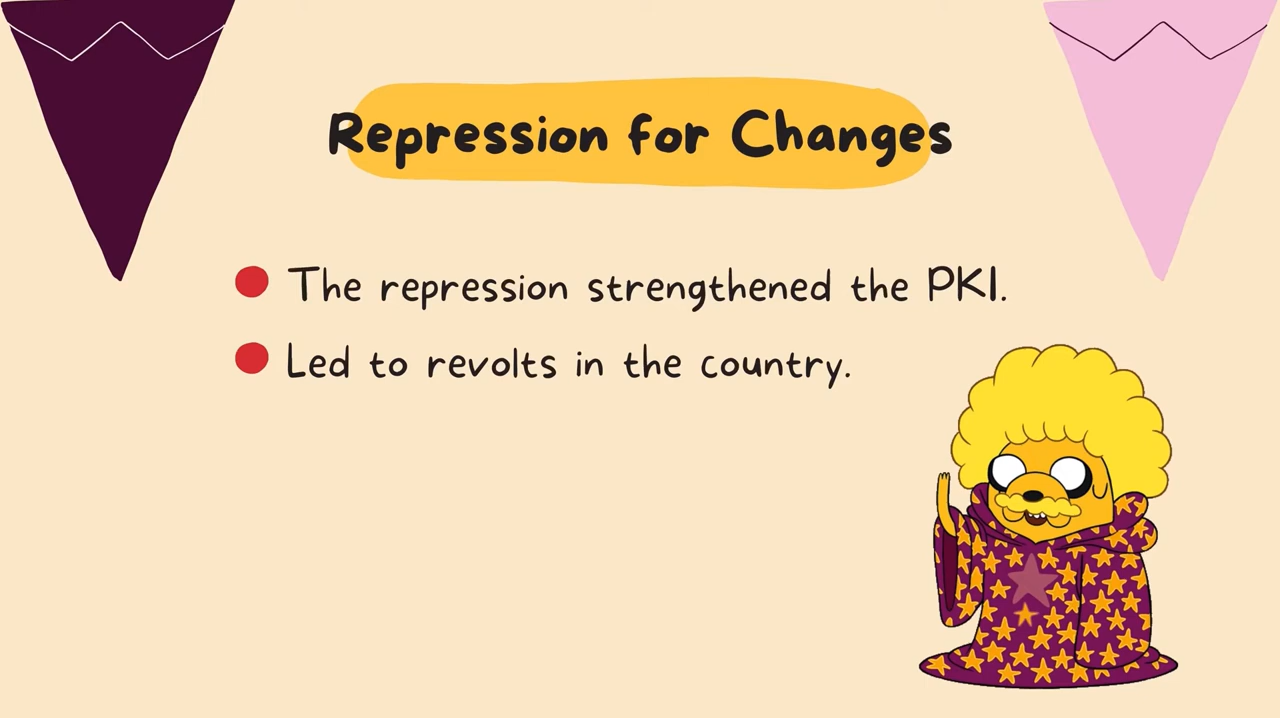 Repression for Changes
The repression strengthened the PKI.
Led to revolts in the country.